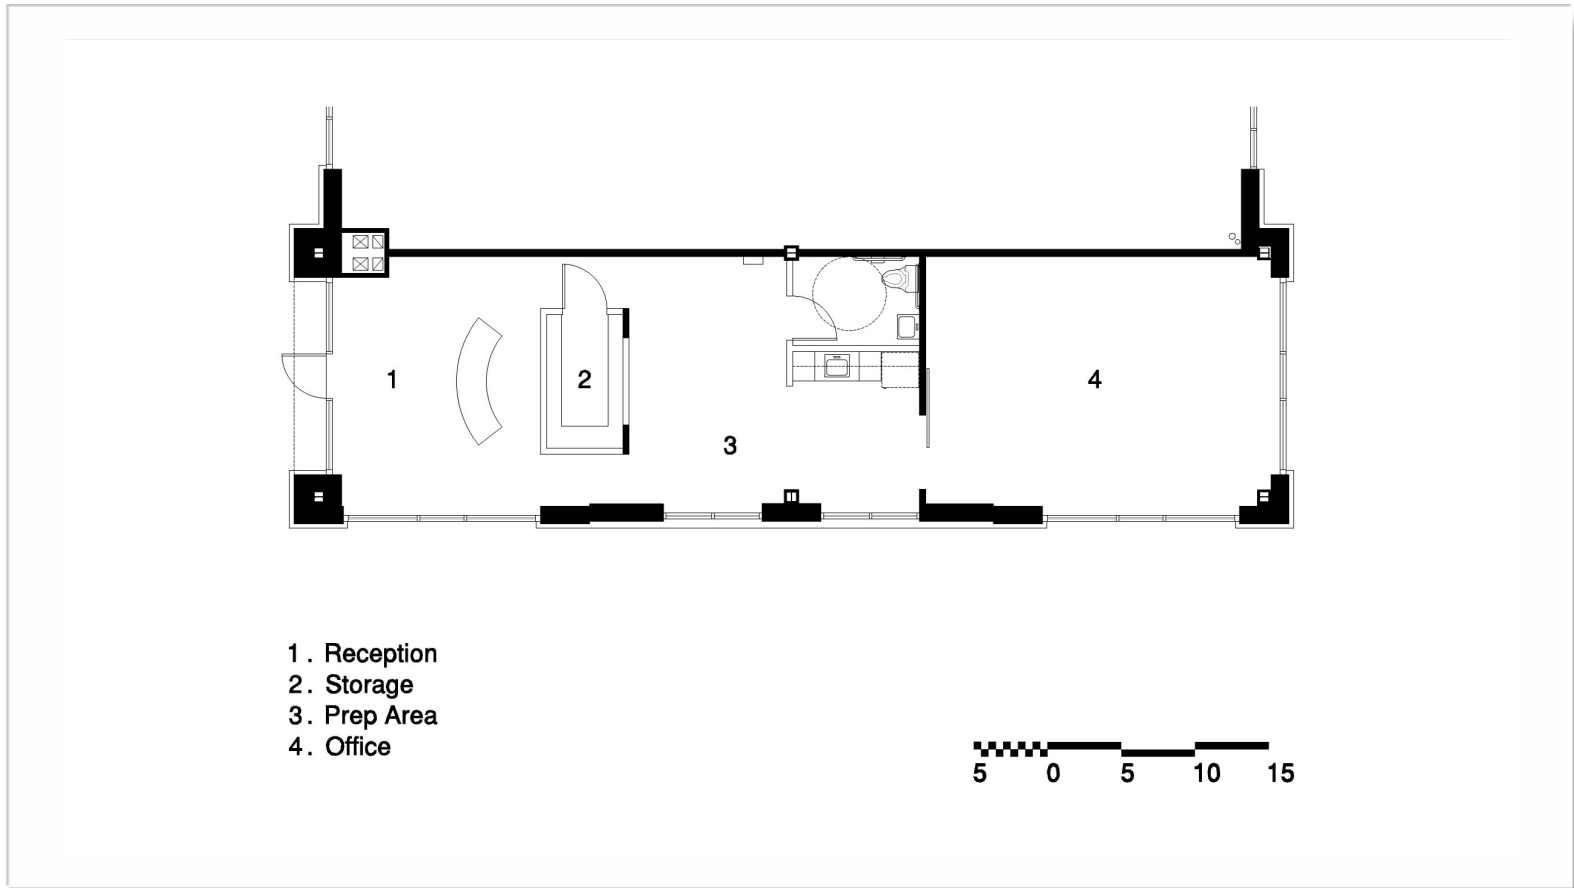 1
2
3
4
1. Reception
2. Storage
3. Prep Area
4. Office
5 0 5 10 15